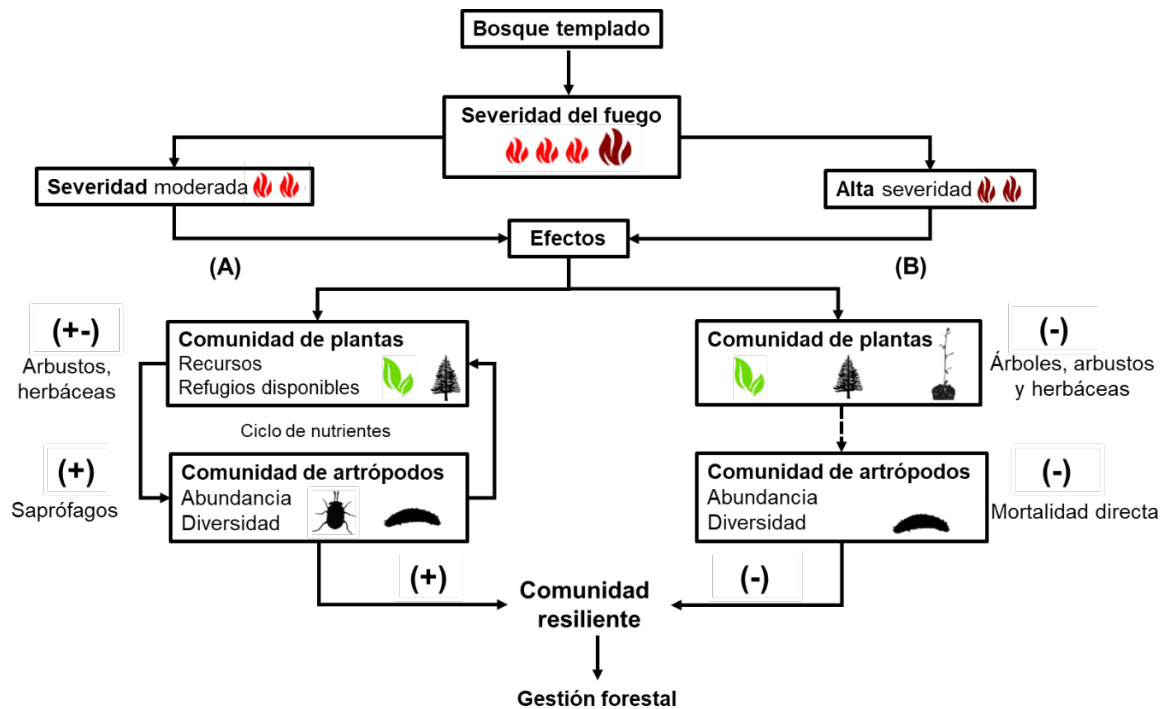 Bosque templado
Severidad del fuego
Severidad moderada
Alta severidad
Efectos
(A)
(B)
(+-)
Arbustos,
herbáceas
Comunidad de plantas
Recursos
Refugios disponibles
Comunidad de plantas
(-)
Árboles, arbustos
y herbáceas
Ciclo de nutrientes
(+)
Saprófagos
Comunidad de artrópodos
Abundancia
Diversidad
Comunidad de artrópodos
Abundancia
Diversidad
(-)
Mortalidad directa
(+)
(-)
Comunidad
resiliente
Gestión forestal